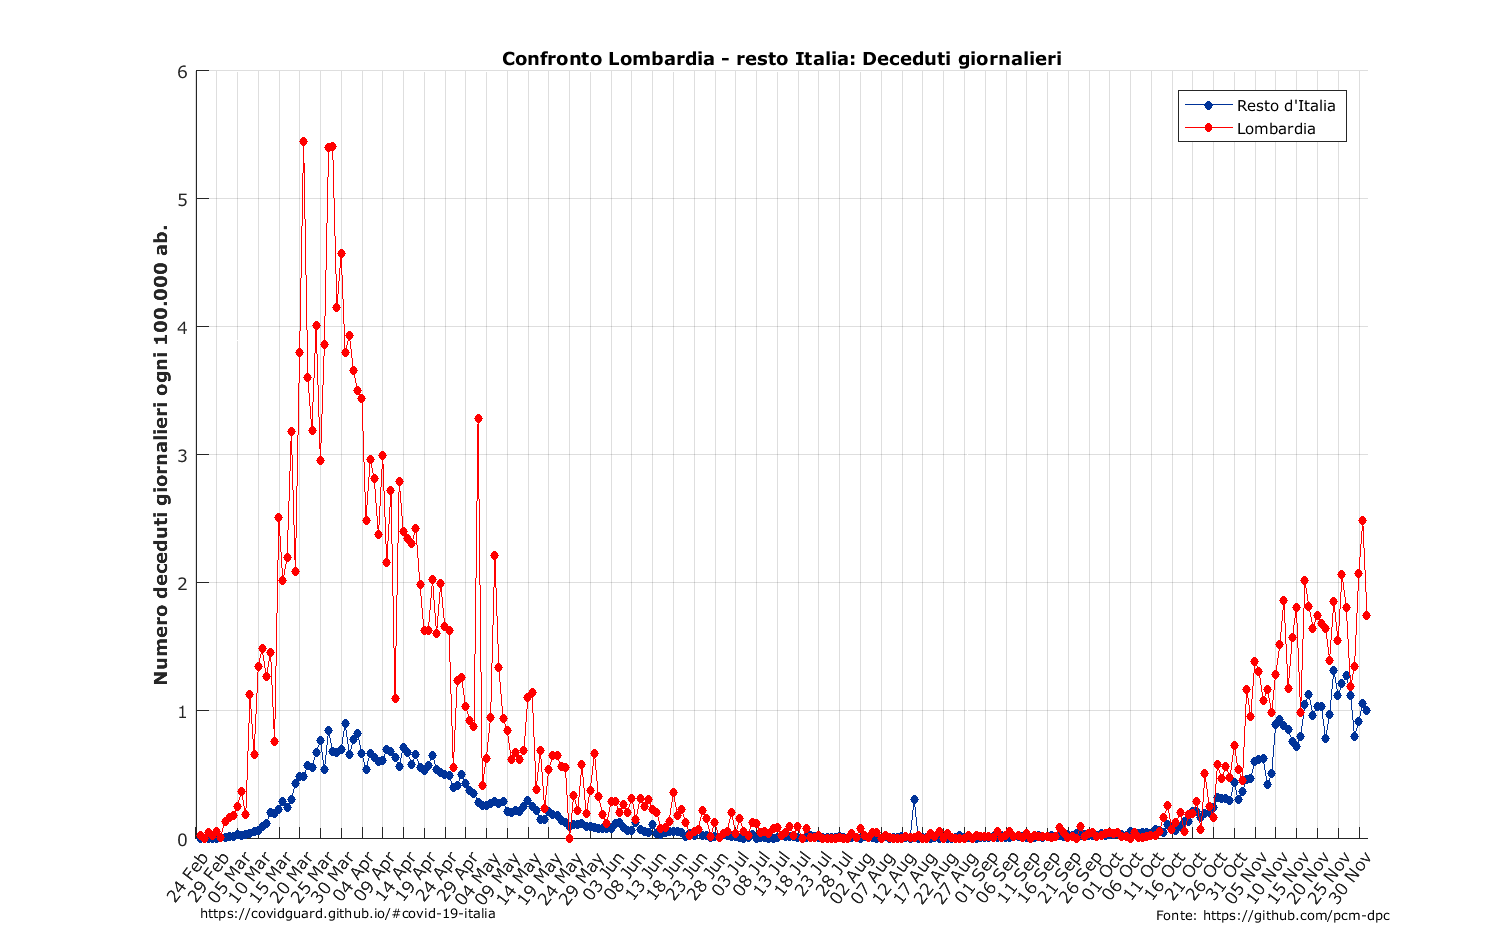 Confronto Lombardia - resto Italia: Deceduti giornalieri
Resto d'Italia
Lombardia
Numero deceduti giornalieri ogni 100.000 ab.
6
5
4
3
2
1
0
24 Feb
29 Feb
05 Mar
10 Mar
15 Mar
20 Mar
25 Mar
30 Mar
04 Apr
09 Apr
14 Apr
19 Apr
24 Apr
29 Apr
04 May
09 May
14 May
19 May
24 May
29 May
03 Jun
08 Jun
13 Jun
18 Jun
23 Jun
28 Jun
03 Jul
08 Jul
13 Jul
18 Jul
23 Jul
28 Jul
02 Aug
07 Aug
12 Aug
17 Aug
22 Aug
27 Aug
01 Sep
06 Sep
11 Sep
16 Sep
21 Sep
26 Sep
01 Oct
06 Oct
11 Oct
16 Oct
21 Oct
26 Oct
31 Oct
05 Nov
10 Nov
15 Nov
20 Nov
25 Nov
30 Nov
https://covidguard.github.io/#covid-19-italia
Fonte: https://github.com/pcm-dpc